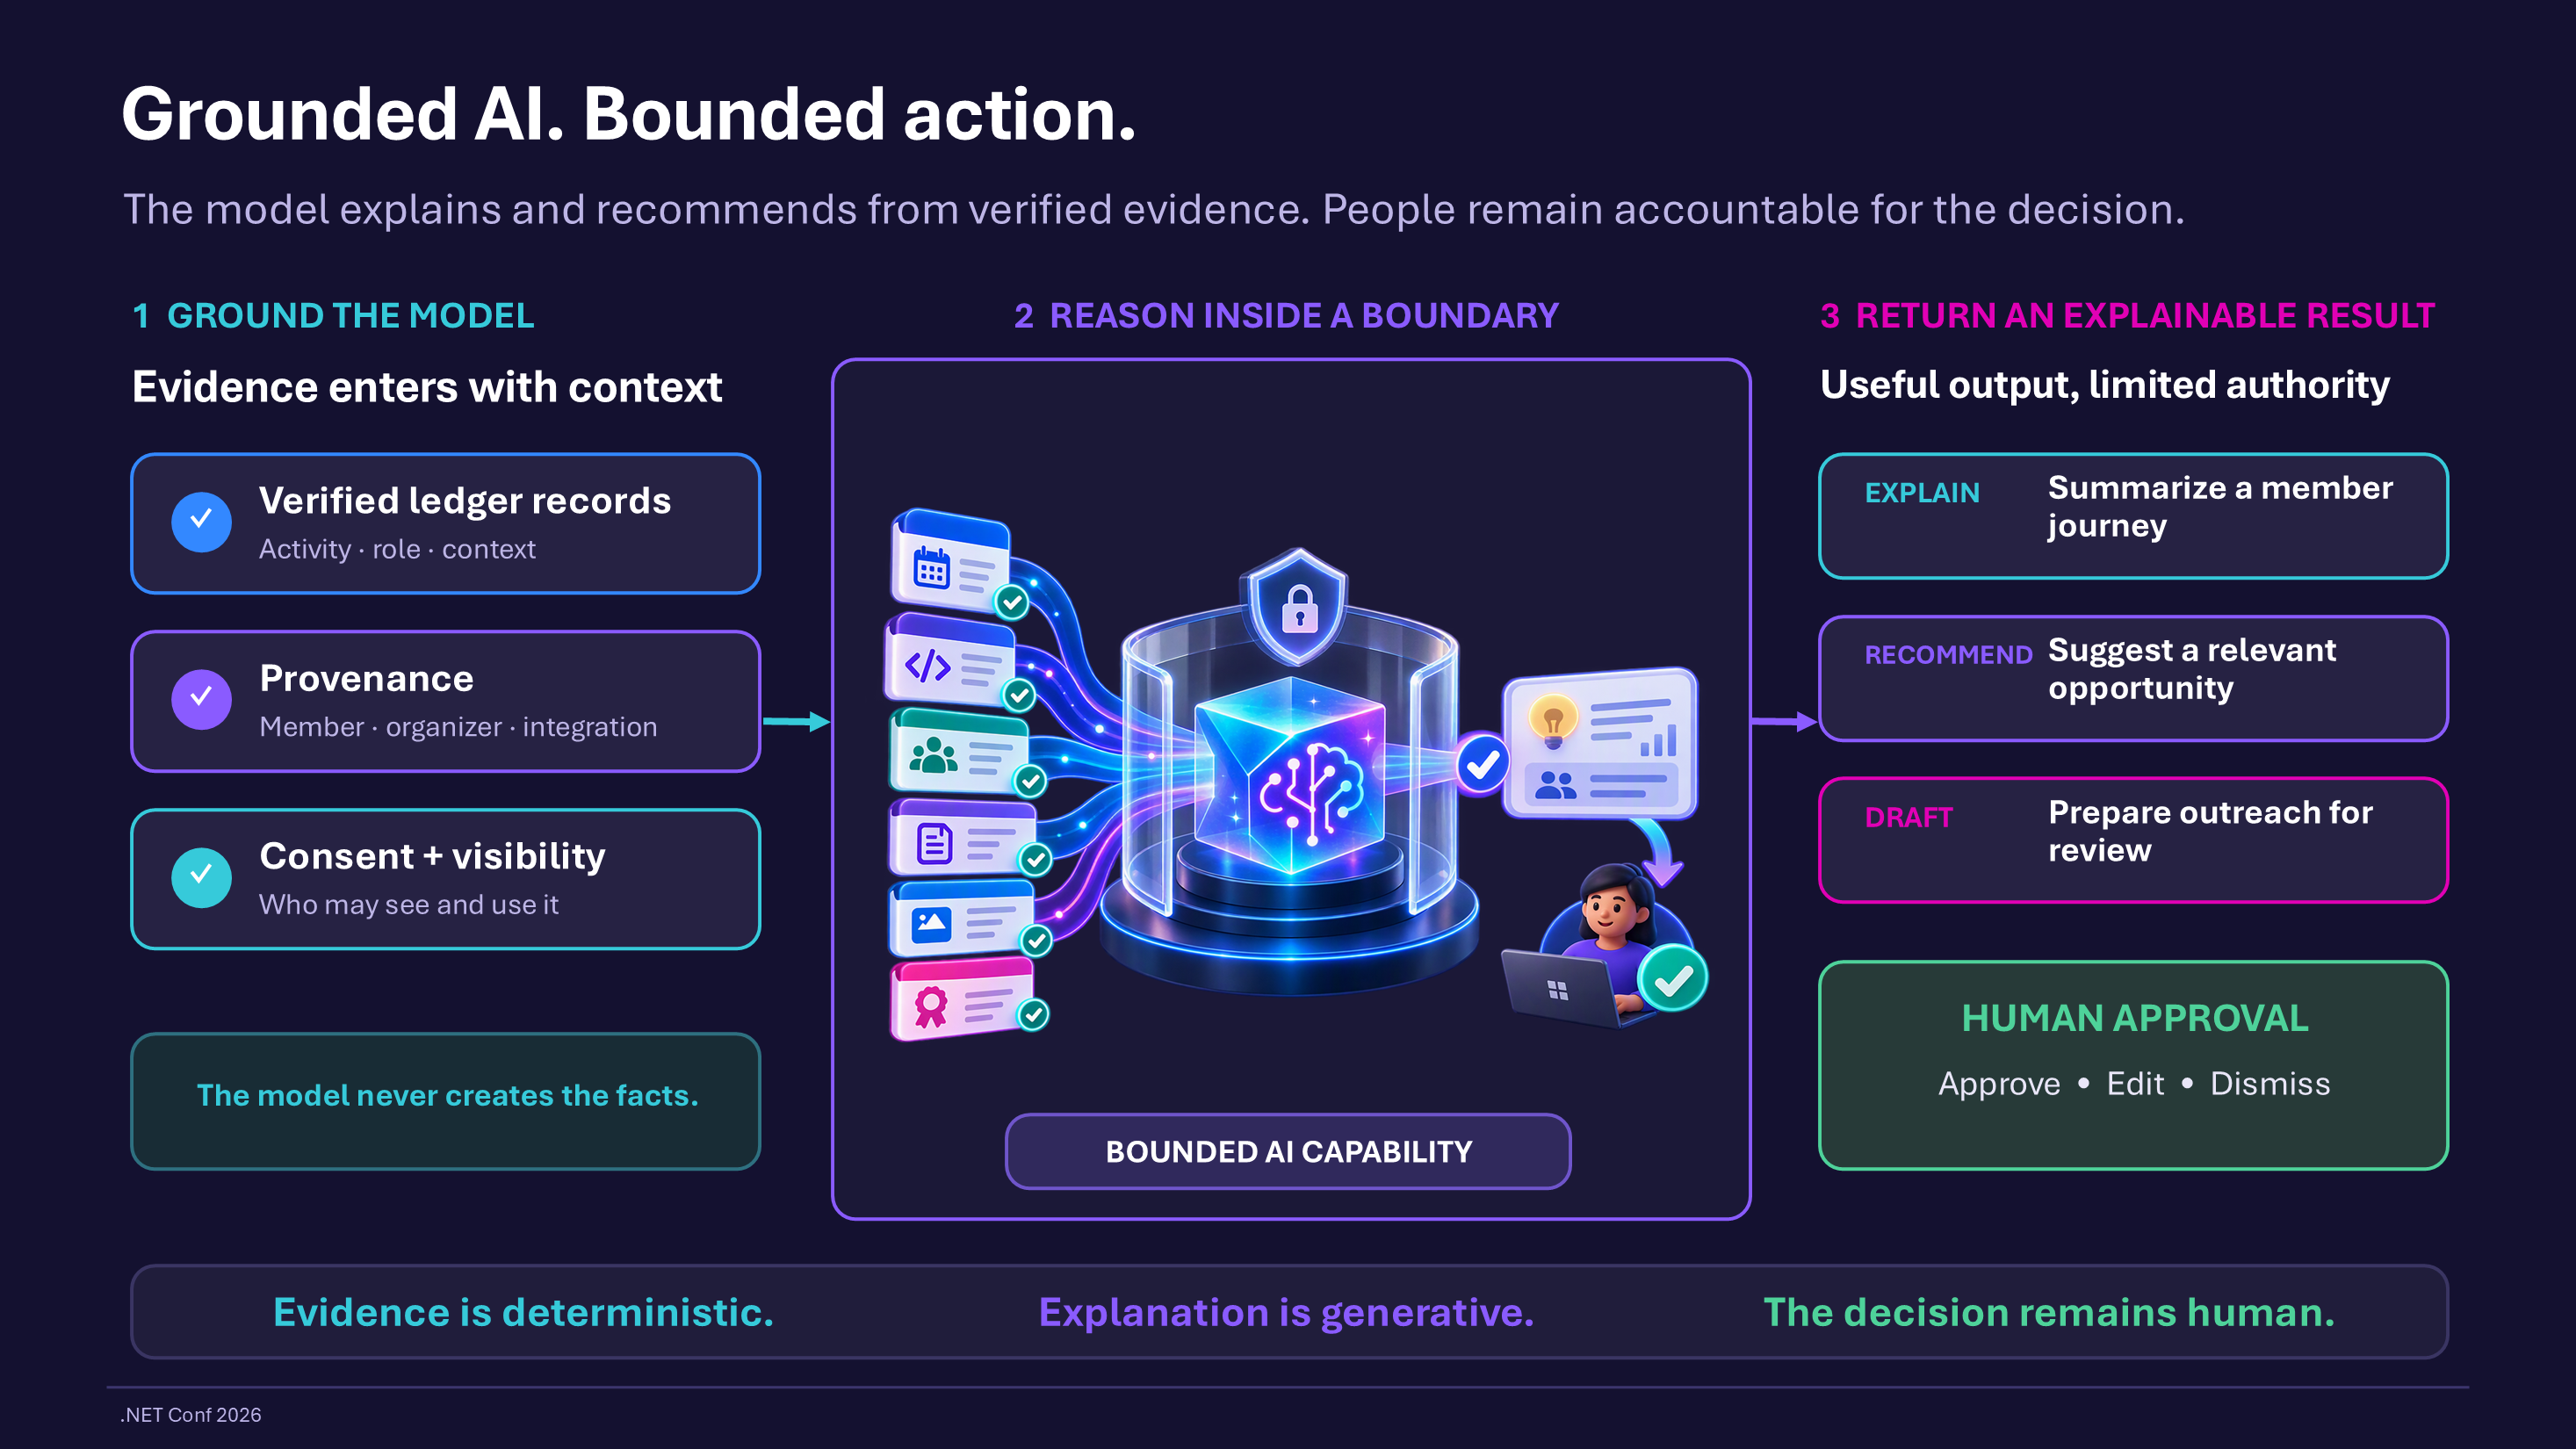 Grounded AI. Bounded action.
The model explains and recommends from verified evidence. People remain accountable for the decision.
1 GROUND THE MODEL
Evidence enters with context
Verified ledger records
Activity · role · context
Provenance
Member · organizer · integration
Consent + visibility
Who may see and use it
The model never creates the facts.
2 REASON INSIDE A BOUNDARY
BOUNDED AI CAPABILITY
3 RETURN AN EXPLAINABLE RESULT
Useful output, limited authority
EXPLAIN
Summarize a member
journey
RECOMMEND
Suggest a relevant
opportunity
DRAFT
Prepare outreach for
review
HUMAN APPROVAL
Approve • Edit • Dismiss
Evidence is deterministic.
Explanation is generative.
The decision remains human.
.NET Conf 2026